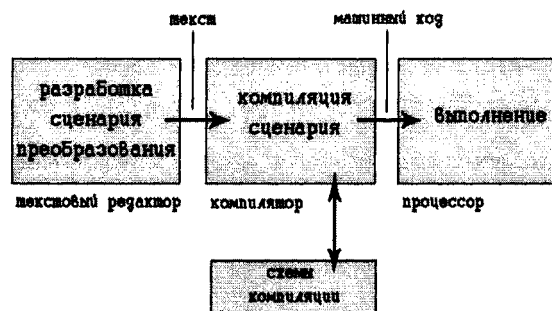 текст
машинный код
разработка
сценария
преобразования
компиляция
сценария
выполнение
текстовый редактор
компилятор
процессор
схемы
компиляции